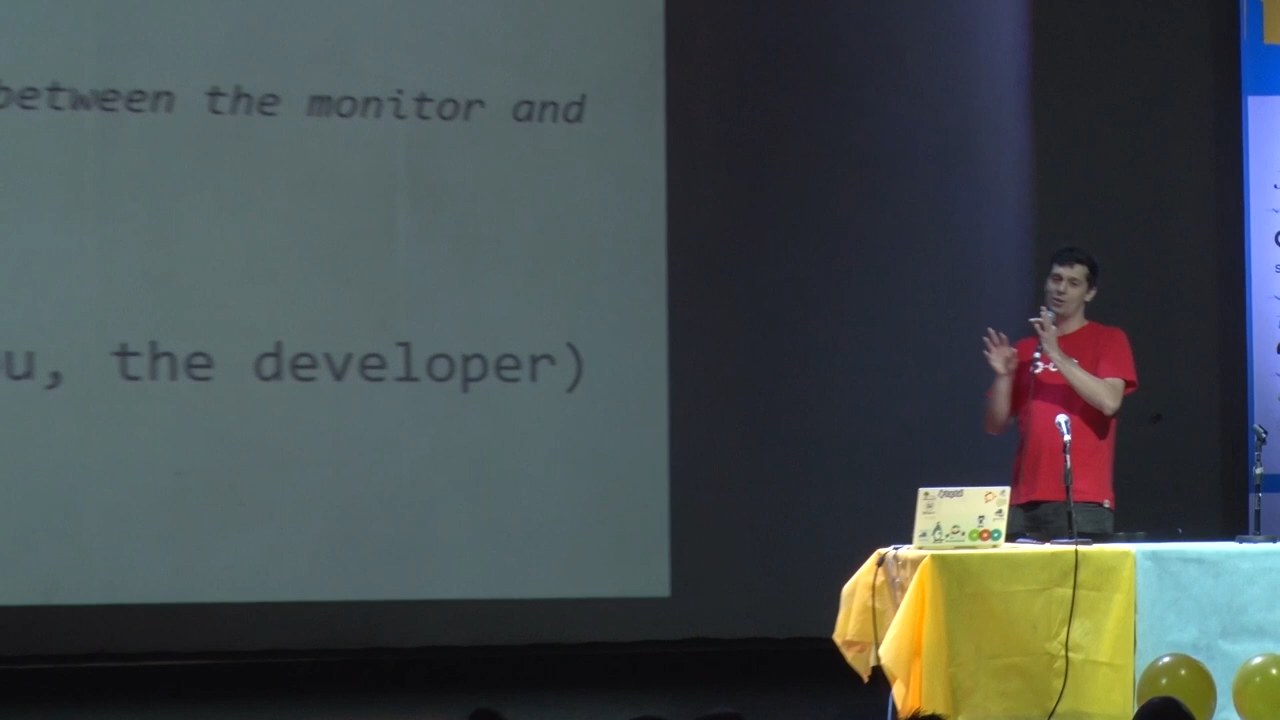 between the monitor and
u, the developer)